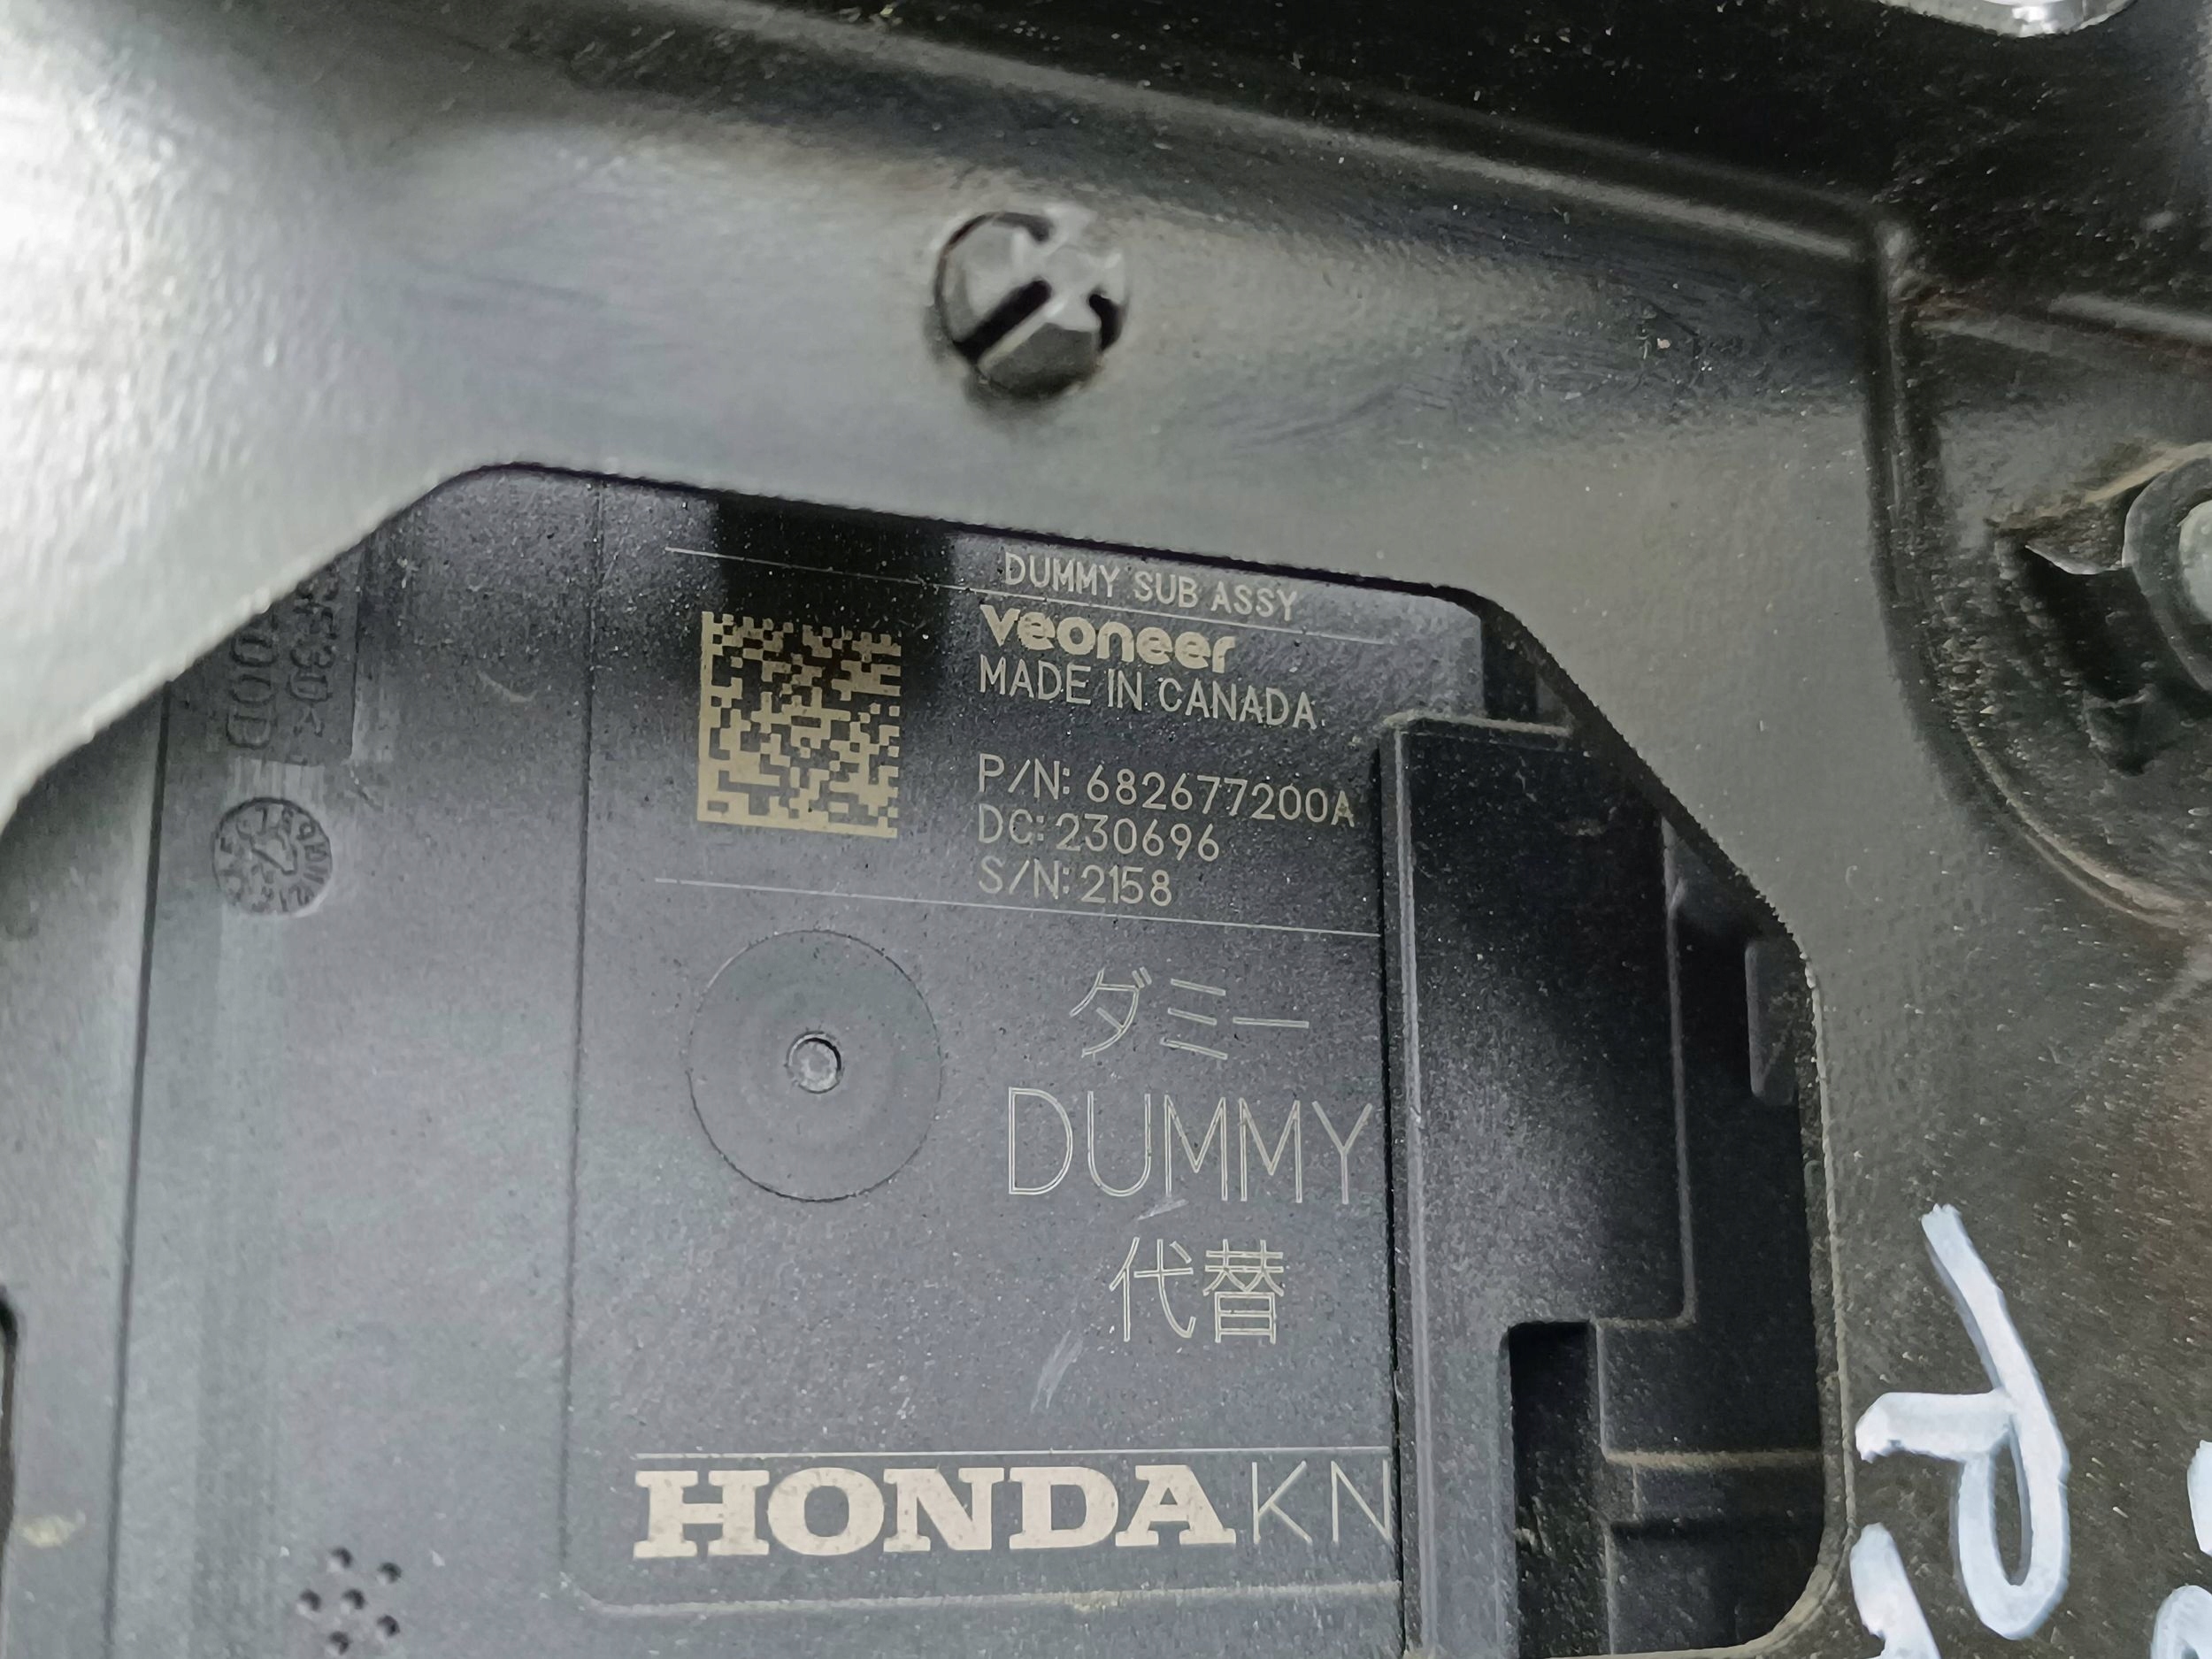 DUMMY SUB ASSY
veoneer
MADE IN CANADA
P/N: 682677200A
DC: 230696
S/N: 2158
ダミー
DUMMY
代替
HONDA KN